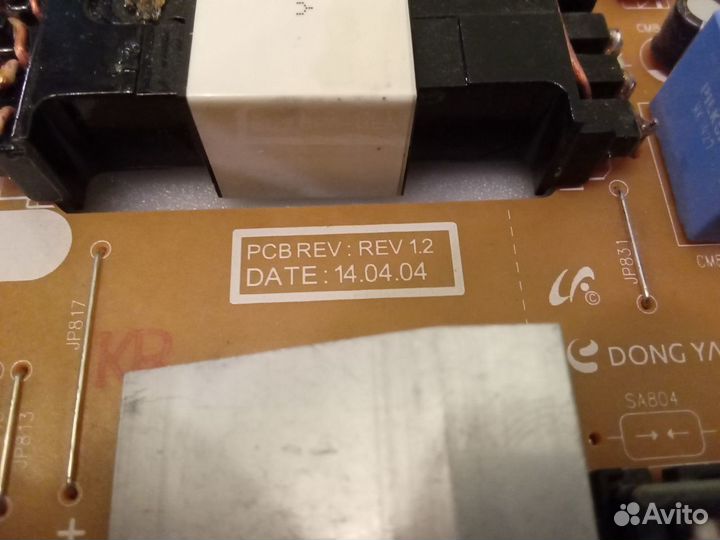 PCB REV : REV 1.2
DATE : 14.04.04
JP831
JP817
KR
©
DONG YA
SA804
JP813
+
Avito